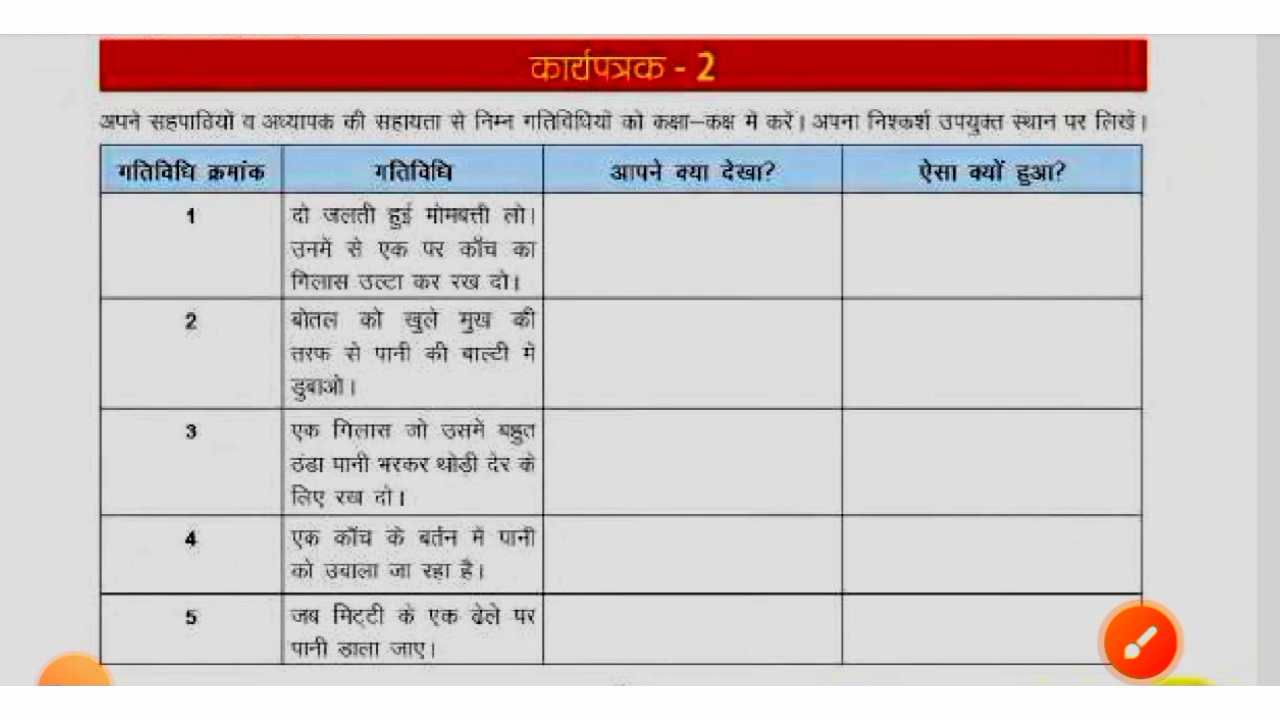 कार्यपत्रक - 2
अपने सहपाठियों व अध्यापक की सहायता से निम्न गतिविधियों को कक्षा–कक्ष में करें। अपना निश्कर्श उपयुक्त स्थान पर लिखें।
गतिविधि क्रमांक गतिविधि आपने क्या देखा? ऐसा क्यों हुआ?
1 दो जलती हुई मोमबत्ती लो।
उनमें से एक पर काँच का
गिलास उल्टा कर रख दो।
2 बोतल को खुले मुख की
तरफ से पानी की बाल्टी में
डुबाओ।
3 एक गिलास जो उसमें बहुत
ठंडा पानी भरकर थोड़ी देर के
लिए रख दो।
4 एक काँच के बर्तन में पानी
को उबाला जा रहा है।
5 जब मिट्टी के एक ढेले पर
पानी डाला जाए।